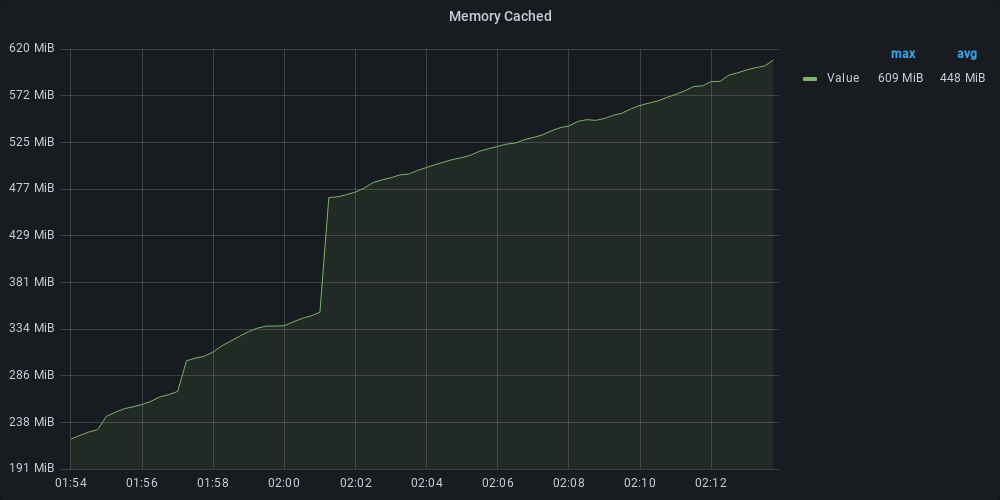 Memory Cached
max avg
Value 609 MiB 448 MiB
620 MiB
572 MiB
525 MiB
477 MiB
429 MiB
381 MiB
334 MiB
286 MiB
238 MiB
191 MiB
01:54 01:56 01:58 02:00 02:02 02:04 02:06 02:08 02:10 02:12